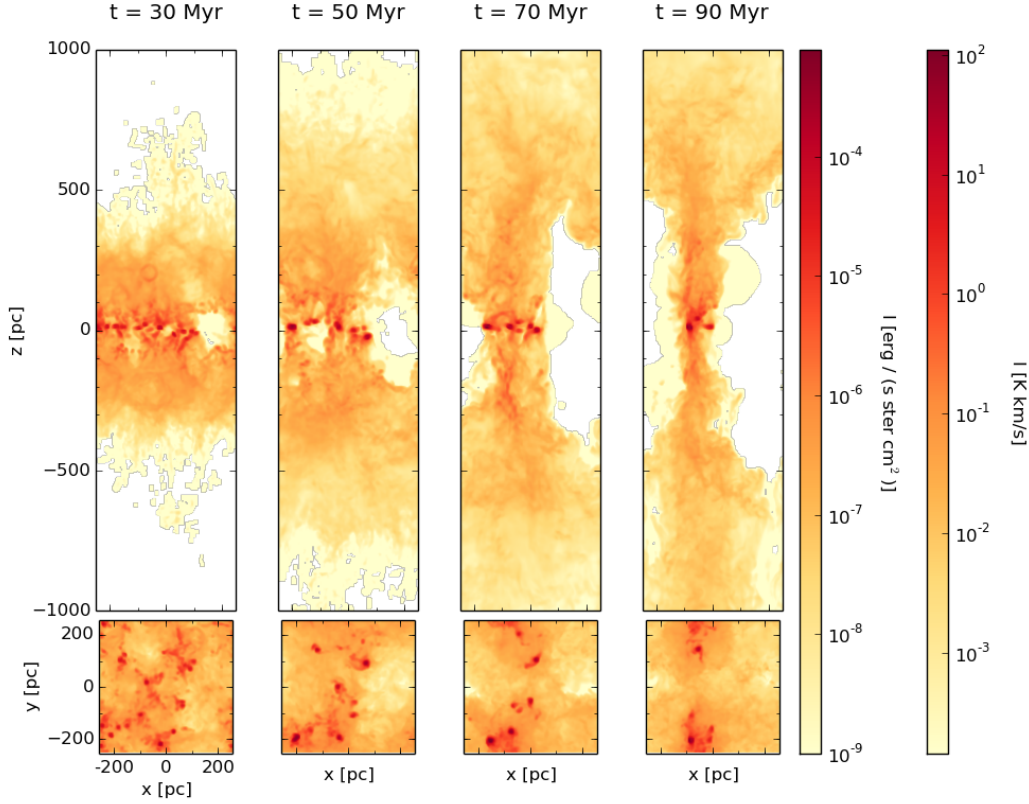 t = 30 Myr
t = 50 Myr
t = 70 Myr
t = 90 Myr
1000
500
0
−500
−1000
z [pc]
200
0
−200
y [pc]
-200 0 200
x [pc]
x [pc]
x [pc]
x [pc]
10^-4
10^-5
10^-6
10^-7
10^-8
10^-9
I [erg / (s ster cm^2 )]
10^2
10^1
10^0
10^-1
10^-2
10^-3
I [K km/s]